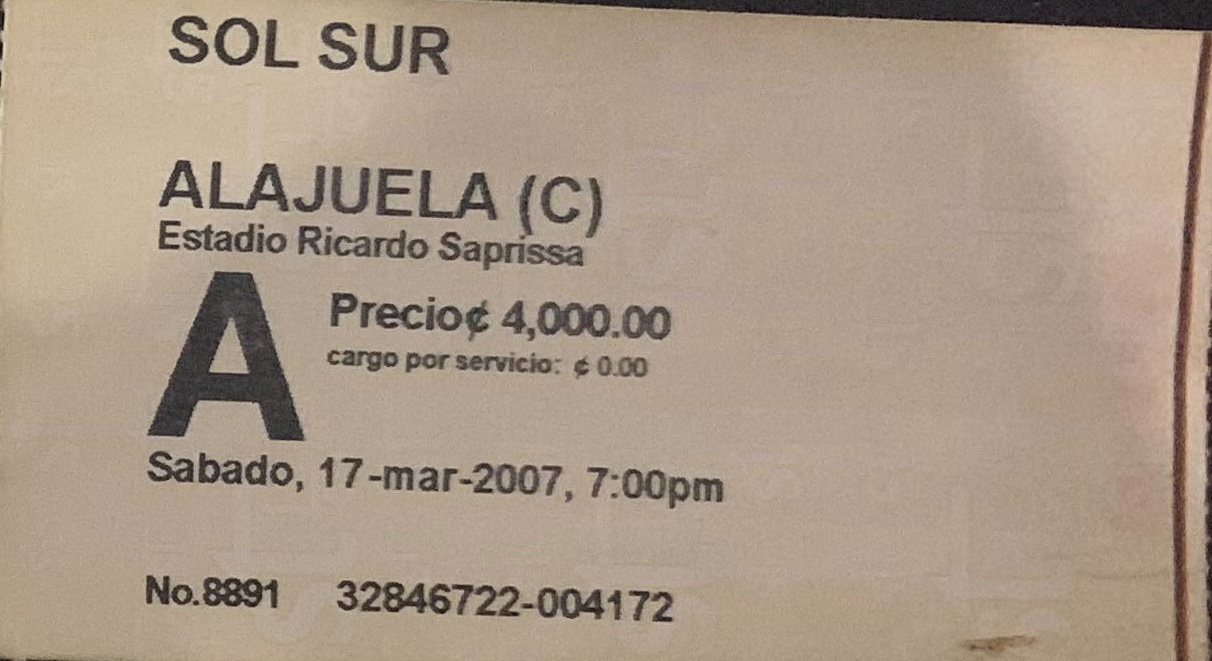 SOL SUR
ALAJUELA (C)
Estadio Ricardo Saprissa
A
Precio¢ 4,000.00
cargo por servicio: ¢ 0.00
Sabado, 17-mar-2007, 7:00pm
No.8891 32846722-004172